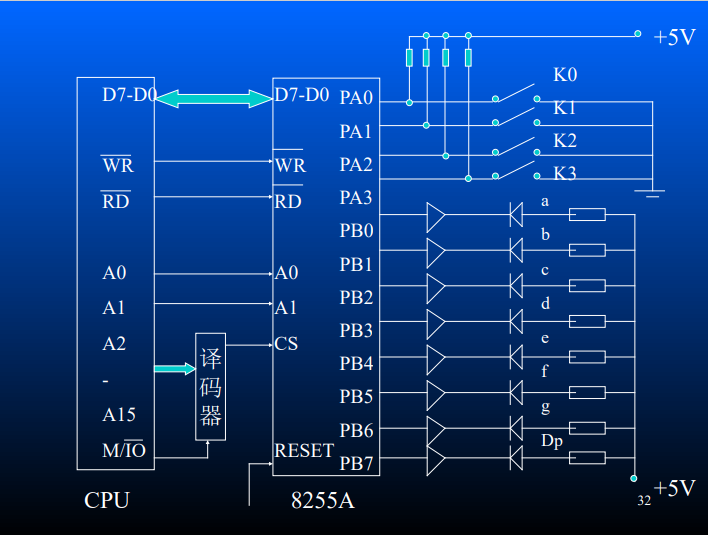 +5V
K0
D7-D0
D7-D0
PA0
K1
PA1
K2
WR
WR
PA2
K3
RD
RD
PA3
a
PB0
b
PB1
A0
A0
c
PB2
A1
A1
d
PB3
A2
CS
e
译码器
PB4
f
-
PB5
g
A15
PB6
Dp
M/IO
RESET
PB7
+5V
32
CPU
8255A